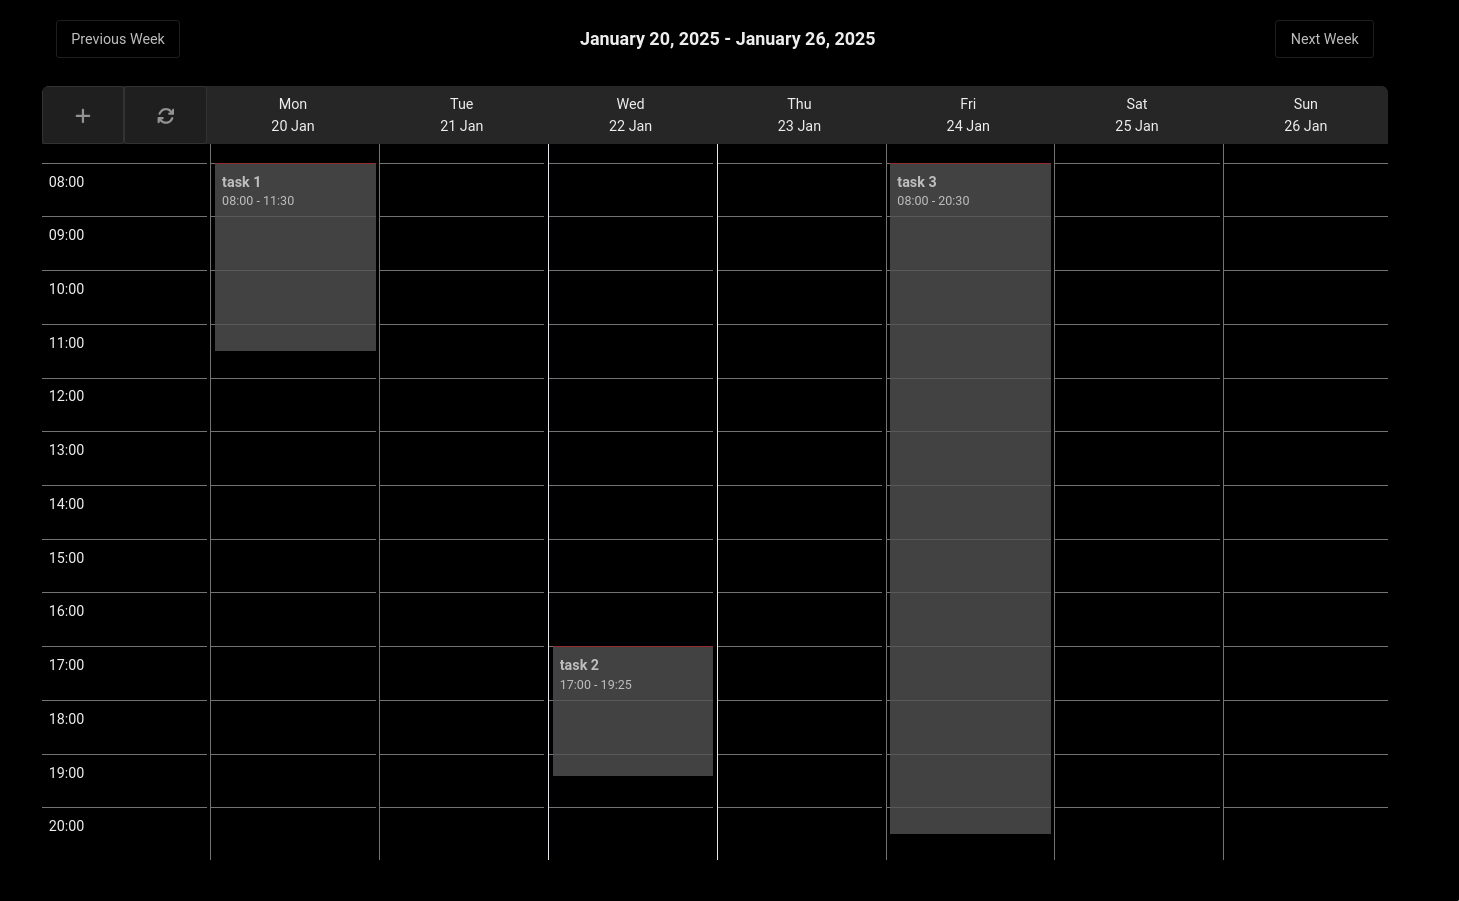 Previous Week
January 20, 2025 - January 26, 2025
Next Week
Mon
20 Jan
Tue
21 Jan
Wed
22 Jan
Thu
23 Jan
Fri
24 Jan
Sat
25 Jan
Sun
26 Jan
08:00
task 1
08:00 - 11:30
task 3
08:00 - 20:30
09:00
10:00
11:00
12:00
13:00
14:00
15:00
16:00
17:00
task 2
17:00 - 19:25
18:00
19:00
20:00